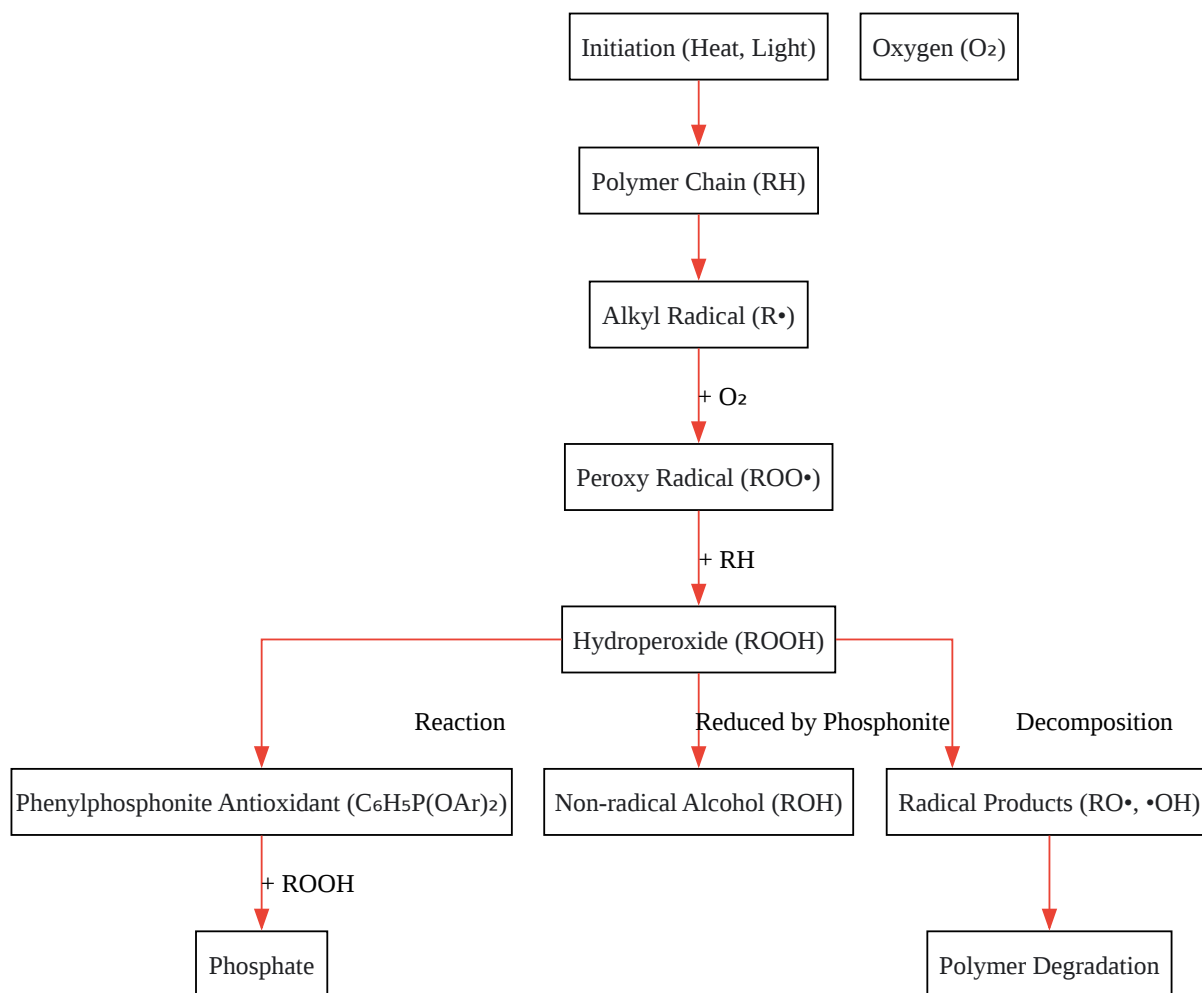 Initiation (Heat, Light)
Oxygen (O₂)
Polymer Chain (RH)
Alkyl Radical (R•)
+ O₂
Peroxy Radical (ROO•)
+ RH
Hydroperoxide (ROOH)
Reaction
Reduced by Phosphonite
Decomposition
Phenylphosphonite Antioxidant (C₆H₅P(OAr)₂)
Non-radical Alcohol (ROH)
Radical Products (RO•, •OH)
+ ROOH
Phosphate
Polymer Degradation